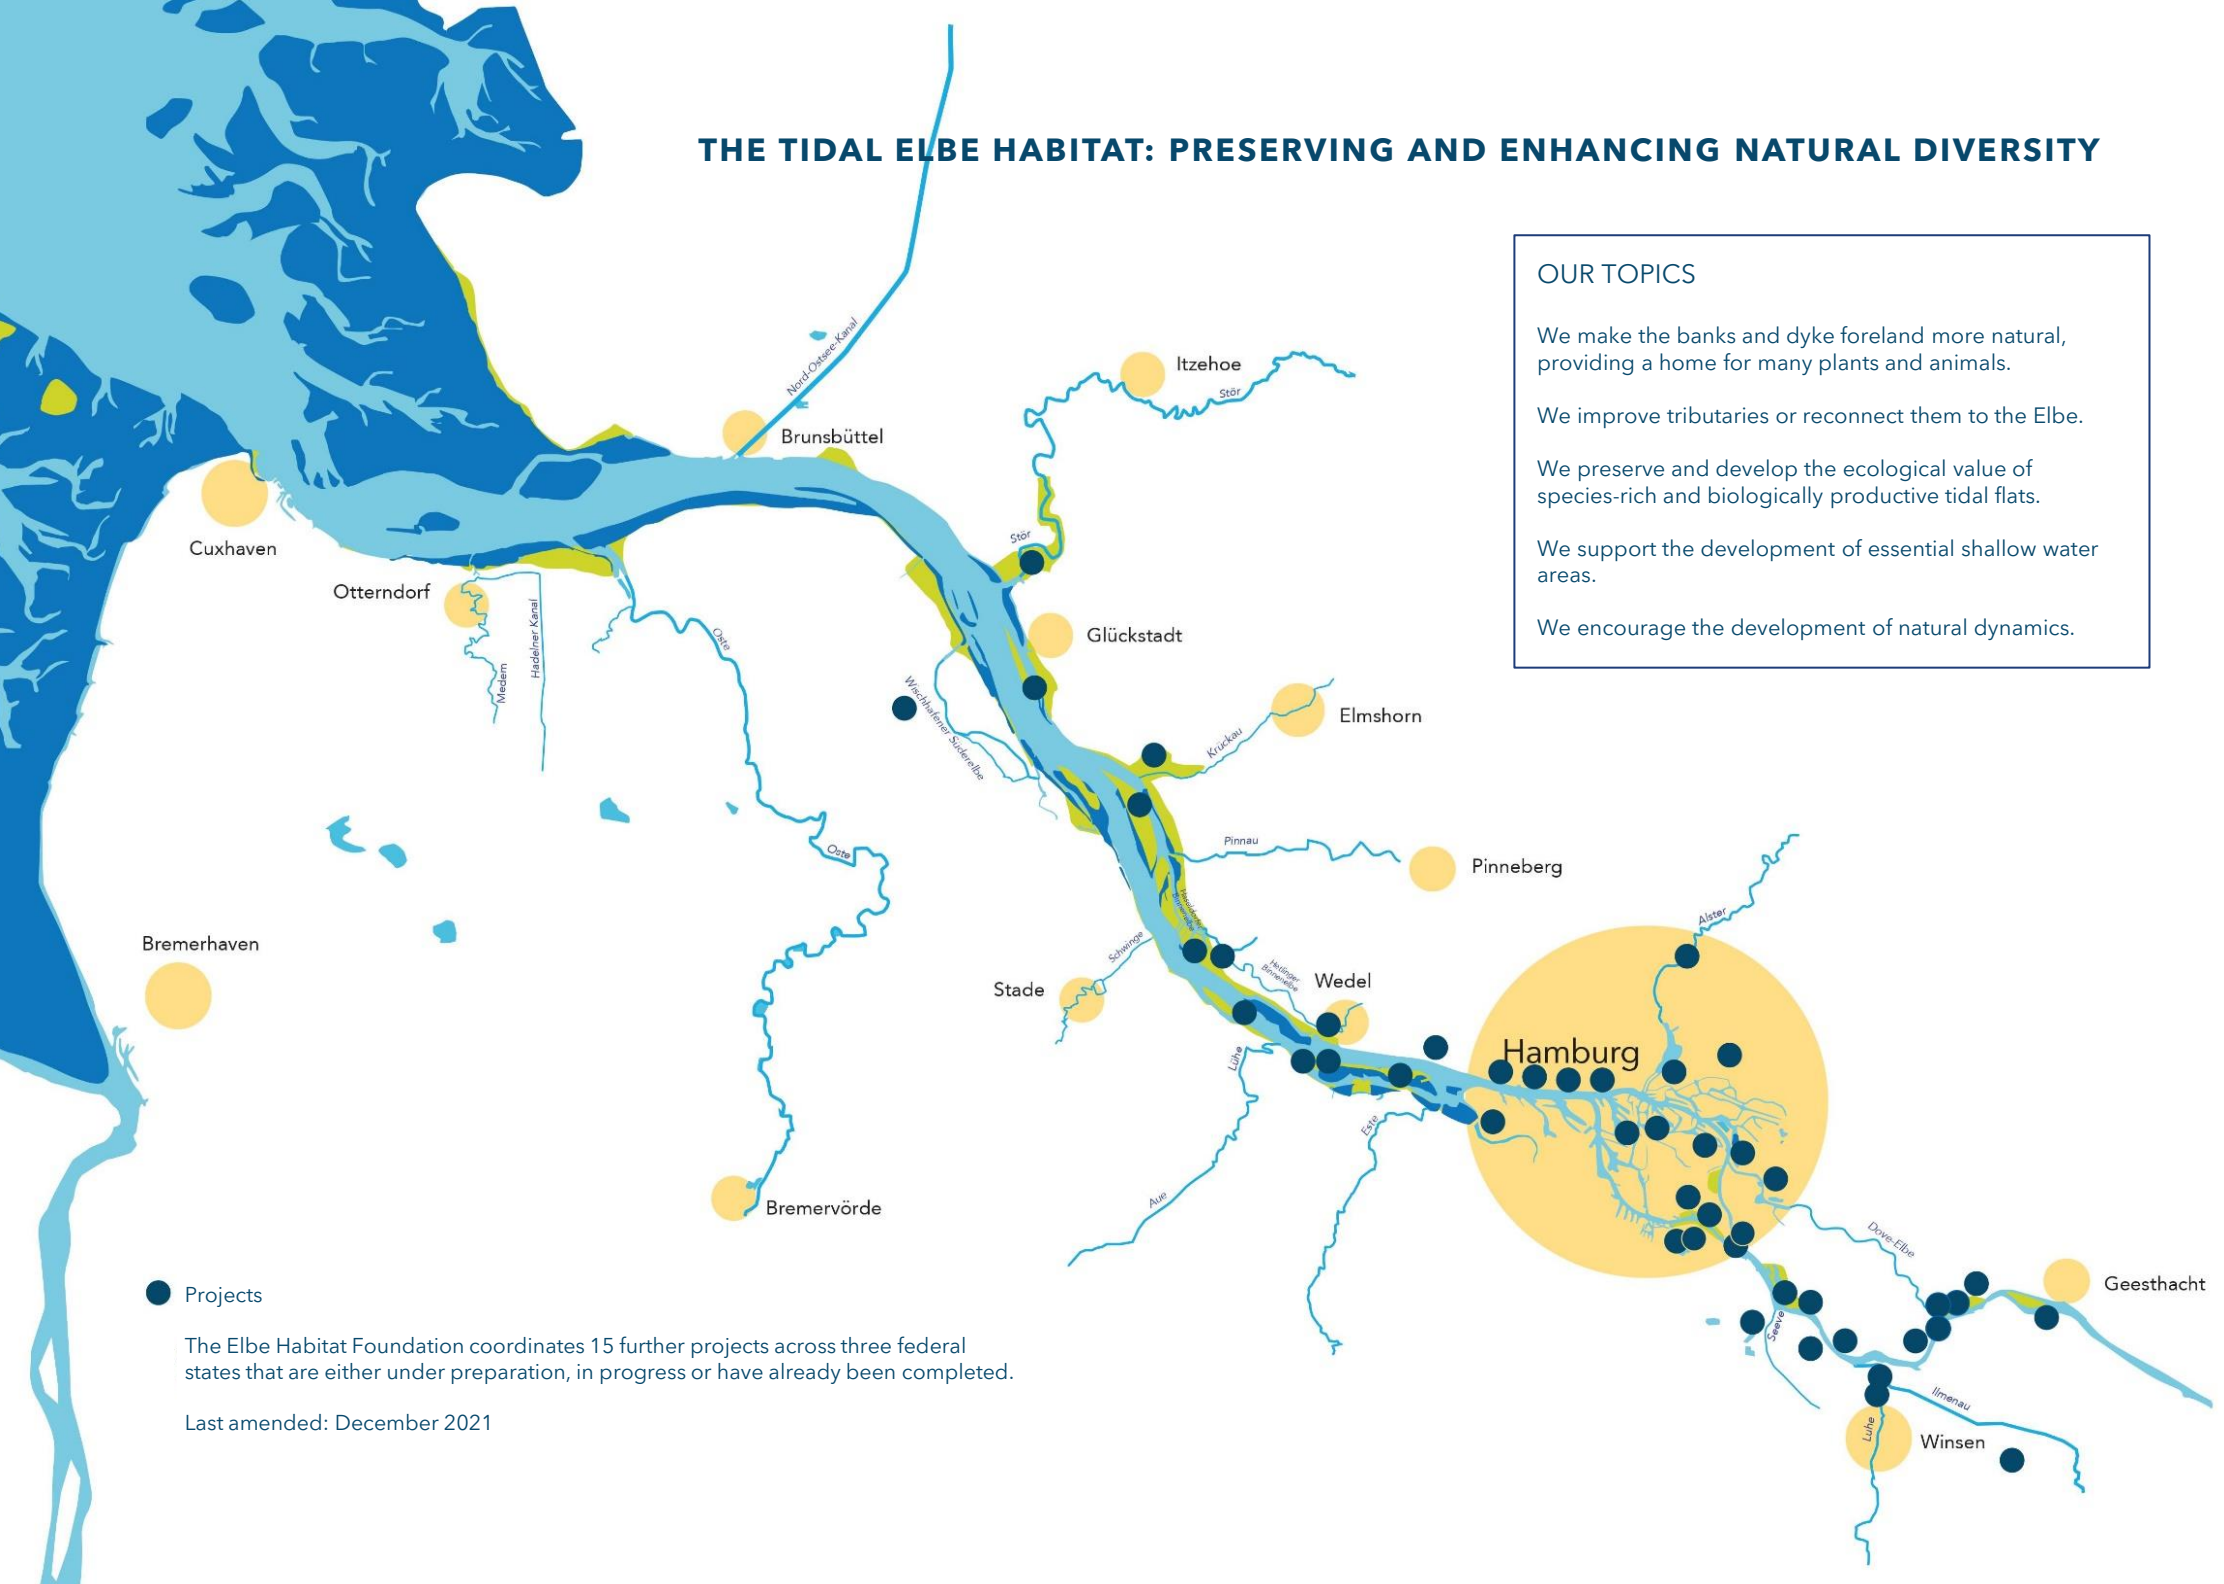 THE TIDAL ELBE HABITAT: PRESERVING AND ENHANCING NATURAL DIVERSITY
OUR TOPICS
We make the banks and dyke foreland more natural,
providing a home for many plants and animals.
We improve tributaries or reconnect them to the Elbe.
We preserve and develop the ecological value of
species-rich and biologically productive tidal flats.
We support the development of essential shallow water
areas.
We encourage the development of natural dynamics.
Nord-Ostsee-Kanal
Itzehoe
Stör
Brunsbüttel
Cuxhaven
Stör
Otterndorf
Hadelner Kanal
Medem
Oste
Glückstadt
Wischhafener Süderelbe
Elmshorn
Krückau
Pinnau
Oste
Pinneberg
Haseldorfer
Binnenelbe
Alster
Bremerhaven
Schwinge
Hetlinger
Binnenelbe
Wedel
Stade
Hamburg
Lühe
Este
Aue
Bremervörde
Dove-Elbe
Geesthacht
Seeve
Ilmenau
Luhe
Winsen
Projects
The Elbe Habitat Foundation coordinates 15 further projects across three federal
states that are either under preparation, in progress or have already been completed.
Last amended: December 2021